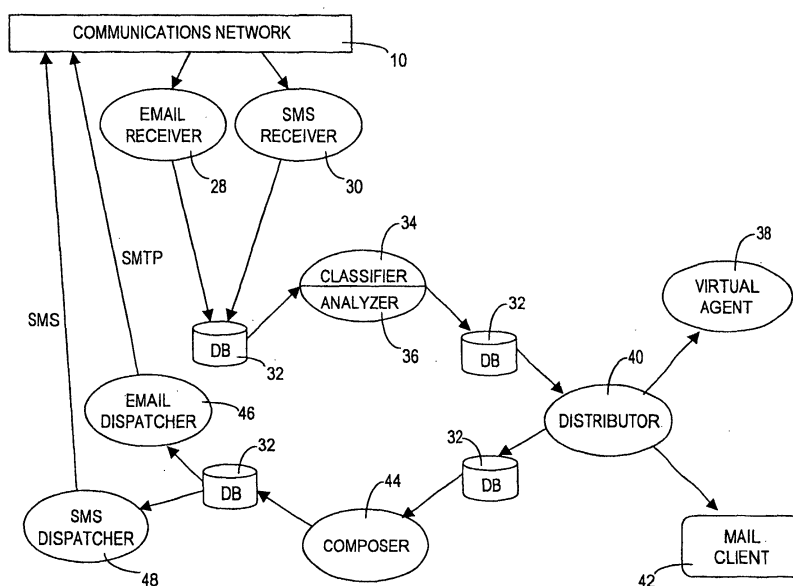 COMMUNICATIONS NETWORK
10
EMAIL
RECEIVER
SMS
RECEIVER
28
30
34
38
SMTP
CLASSIFIER
ANALYZER
VIRTUAL
AGENT
SMS
32
DB
32
36
DB
40
EMAIL
DISPATCHER
46
DISTRIBUTOR
32
32
DB
DB
44
SMS
DISPATCHER
COMPOSER
MAIL
CLIENT
48
42